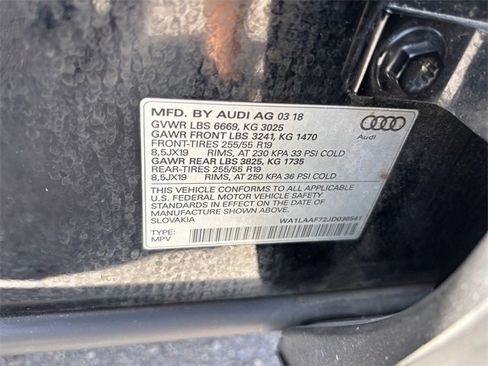 MFD. BY AUDI AG 03 18
GVWR LBS 6669, KG 3025
GAWR FRONT LBS 3241, KG 1470
FRONT-TIRES 255/55 R19
8,5JX19 RIMS, AT 230 KPA 33 PSI COLD
GAWR REAR LBS 3825, KG 1735
REAR-TIRES 255/55 R19
8,5JX19 RIMS, AT 250 KPA 36 PSI COLD
Audi
THIS VEHICLE CONFORMS TO ALL APPLICABLE
U.S. FEDERAL MOTOR VEHICLE SAFETY STANDARDS
IN EFFECT ON THE DATE OF MANUFACTURE SHOWN ABOVE
SLOVAKIA
WA1LAAF72JD030541
TYPE:
MPV